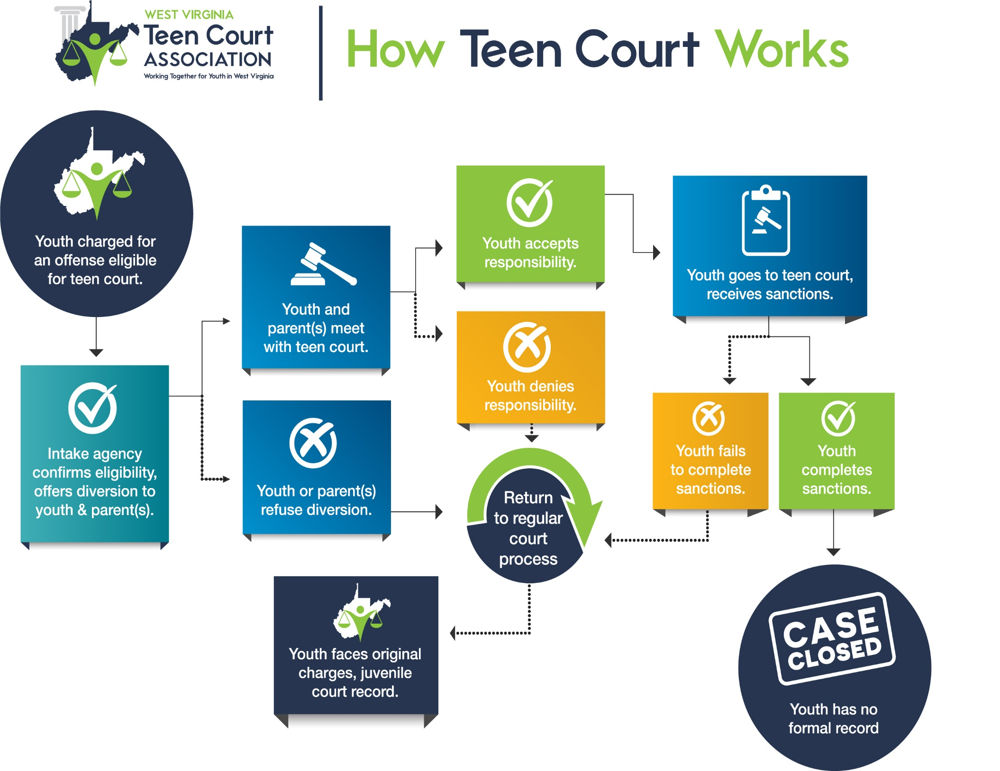 WEST VIRGINIA
Teen Court
ASSOCIATION
Working Together for Youth in West Virginia
How Teen Court Works
Youth charged for
an offense eligible
for teen court.
Intake agency
confirms eligibility,
offers diversion to
youth & parent(s).
Youth and
parent(s) meet
with teen court.
Youth or parent(s)
refuse diversion.
Youth accepts
responsibility.
Youth denies
responsibility.
Return
to regular
court
process
Youth faces original
charges, juvenile
court record.
Youth goes to teen court,
receives sanctions.
Youth fails
to complete
sanctions.
Youth
completes
sanctions.
CASE
CLOSED
Youth has no
formal record